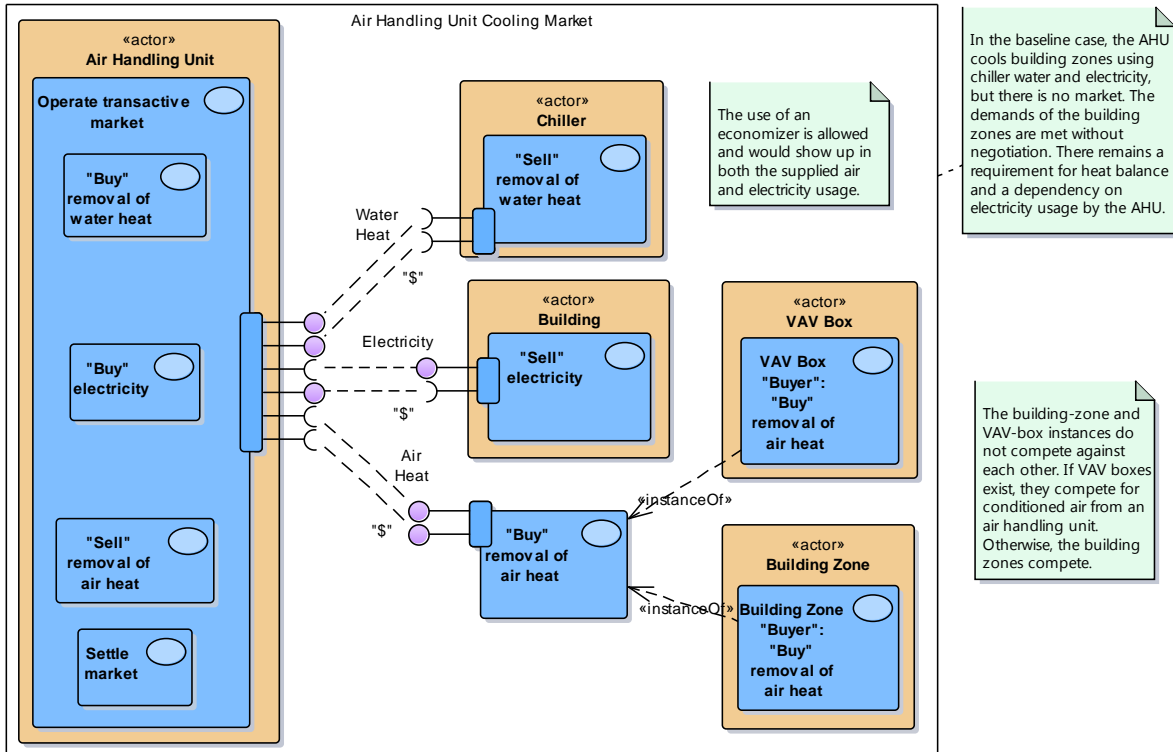 Air Handling Unit Cooling Market
«actor»
Air Handling Unit
Operate transactive
market
"Buy"
removal of
water heat
"Buy"
electricity
"Sell"
removal of
air heat
Settle
market
Water
Heat
"$"
Electricity
"$"
Air
Heat
"$"
«actor»
Chiller
"Sell"
removal of
water heat
«actor»
Building
"Sell"
electricity
"Buy"
removal of
air heat
The use of an
economizer is allowed
and would show up in
both the supplied air
and electricity usage.
«actor»
VAV Box
VAV Box
"Buyer":
"Buy"
removal of
air heat
«instanceOf»
«actor»
Building Zone
«instanceOf»
Building Zone
"Buyer":
"Buy"
removal of
air heat
In the baseline case, the AHU
cools building zones using
chiller water and electricity,
but there is no market. The
demands of the building
zones are met without
negotiation. There remains a
requirement for heat balance
and a dependency on
electricity usage by the AHU.
The building-zone and
VAV-box instances do
not compete against
each other. If VAV boxes
exist, they compete for
conditioned air from an
air handling unit.
Otherwise, the building
zones compete.